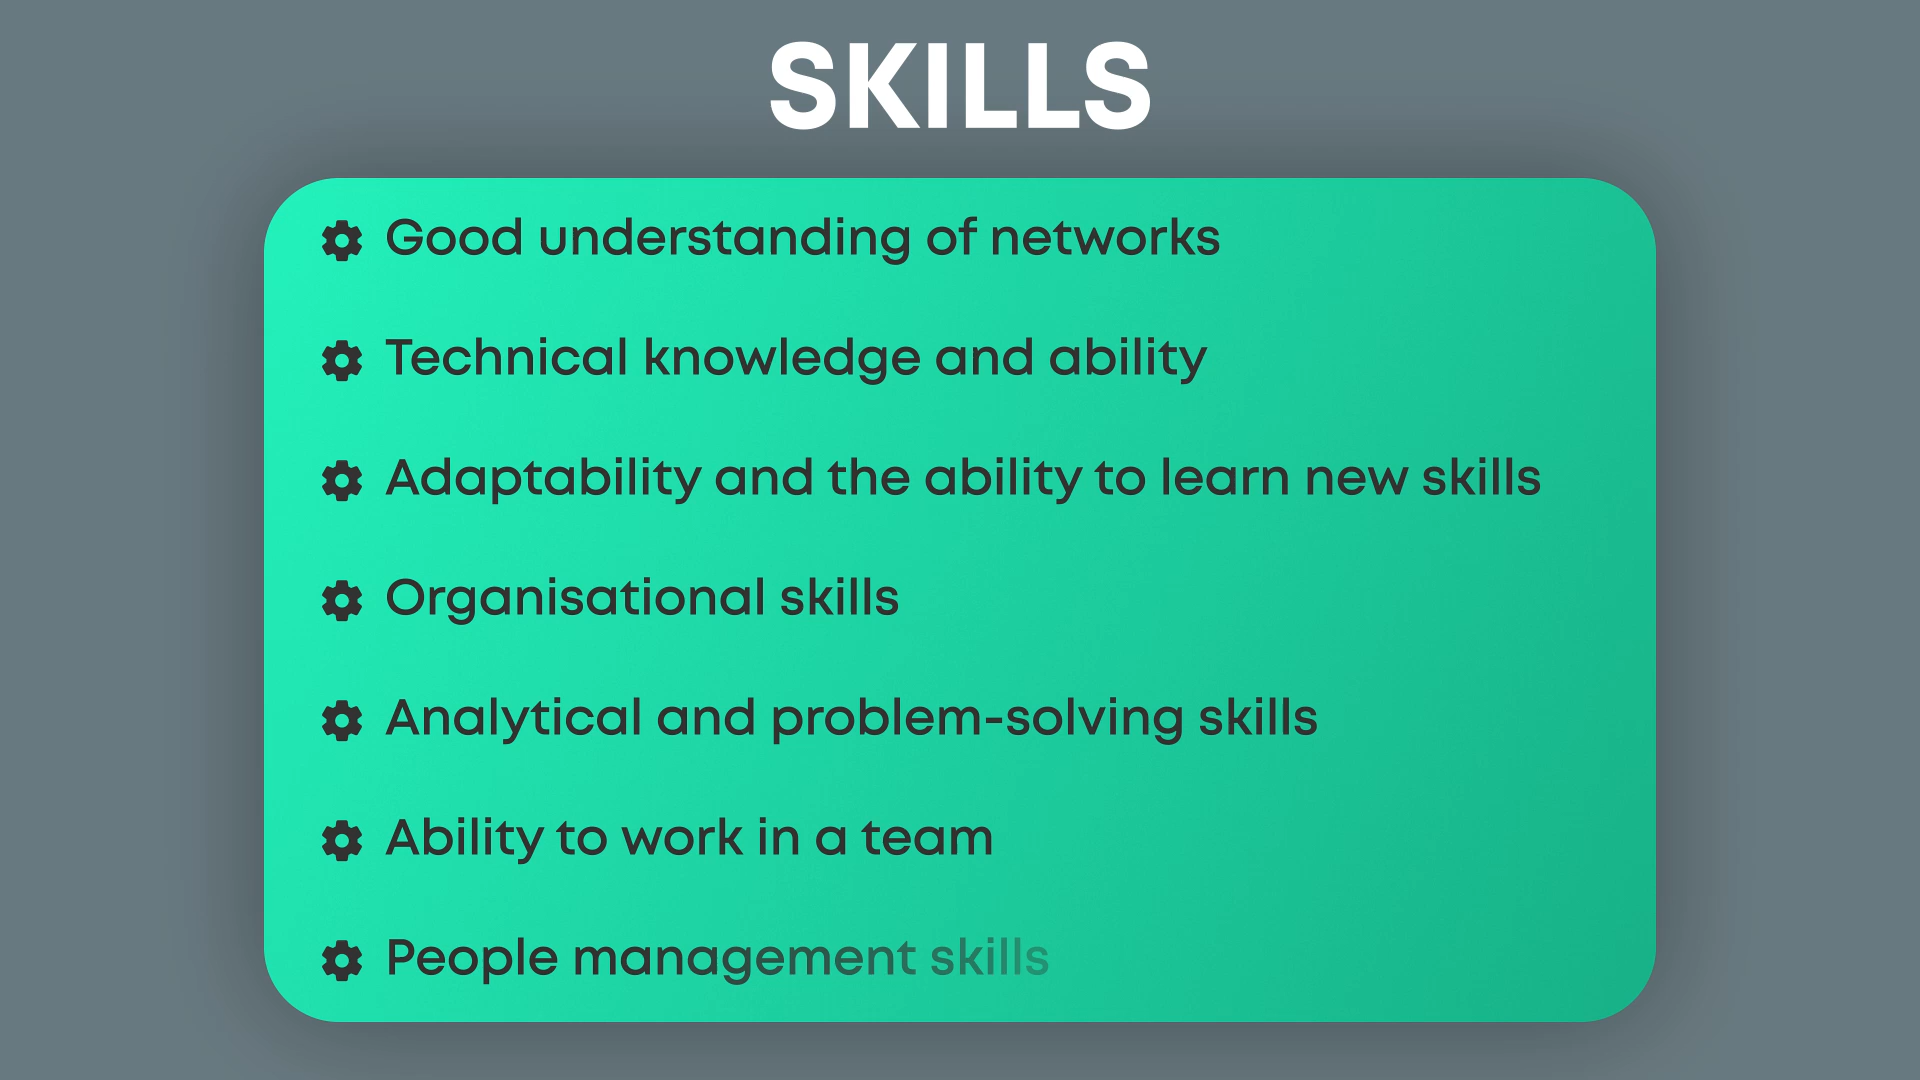 SKILLS
Good understanding of networks
Technical knowledge and ability
Adaptability and the ability to learn new skills
Organisational skills
Analytical and problem-solving skills
Ability to work in a team
People management skills